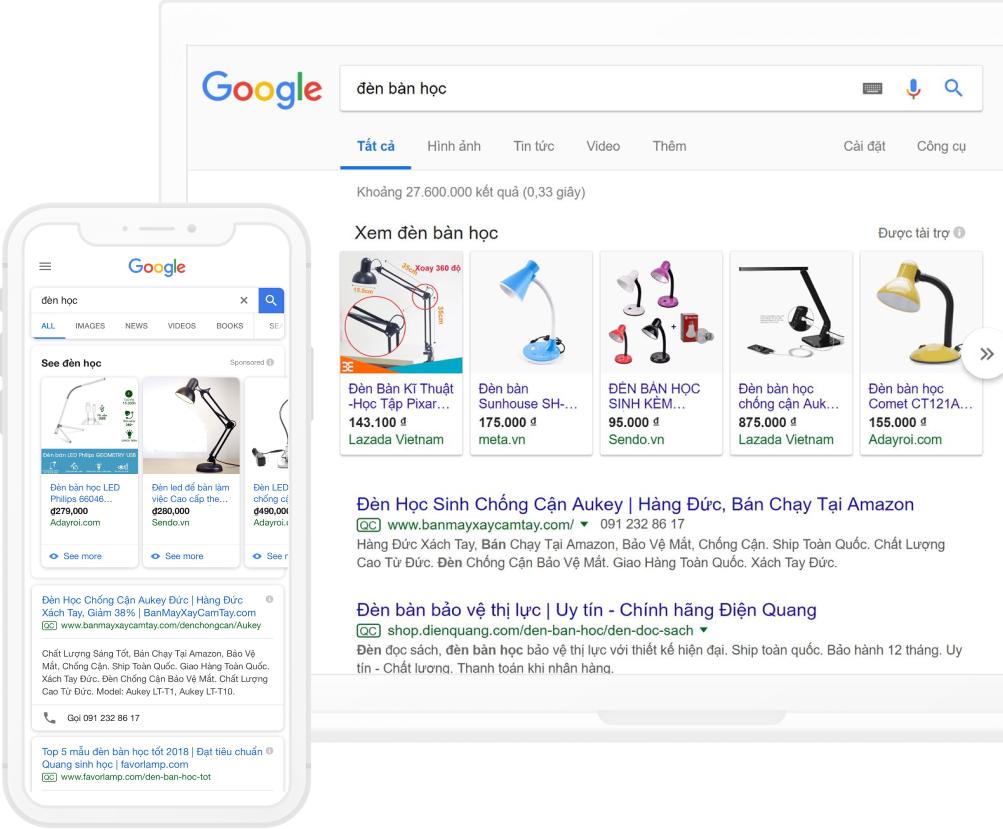 Google
đèn bàn học
Tất cả
Hình ảnh
Tin tức
Video
Thêm
Cài đặt
Công cụ
Khoảng 27.600.000 kết quả (0,33 giây)
Xem đèn bàn học
Được tài trợ
35cm
Xoay 360 độ
15.5cm
35cm
Đèn Bàn Kĩ Thuật
-Học Tập Pixar…
143.100 ₫
Lazada Vietnam
Đèn bàn
Sunhouse SH-…
175.000 ₫
meta.vn
ĐÈN BÀN HỌC
SINH KÈM…
95.000 ₫
Sendo.vn
Đèn bàn học
chống cận Auk…
875.000 ₫
Lazada Vietnam
Đèn bàn học
Comet CT121A…
155.000 ₫
Adayroi.com
Đèn Học Sinh Chống Cận Aukey | Hàng Đức, Bán Chạy Tại Amazon
QC www.banmayxaycamtay.com/ 091 232 86 17
Hàng Đức Xách Tay, Bán Chạy Tại Amazon, Bảo Vệ Mắt, Chống Cận. Ship Toàn Quốc. Chất Lượng
Cao Từ Đức. Đèn Chống Cận Bảo Vệ Mắt. Giao Hàng Toàn Quốc. Xách Tay Đức.
Đèn bàn bảo vệ thị lực | Uy tín - Chính hãng Điện Quang
QC shop.dienquang.com/den-ban-hoc/den-doc-sach
Đèn đọc sách, đèn bàn học bảo vệ thị lực với thiết kế hiện đại. Ship toàn quốc. Bảo hành 12 tháng. Uy
tín - Chất lượng. Thanh toán khi nhận hàng.
Google
đèn học
ALL
IMAGES
NEWS
VIDEOS
BOOKS
SEA
See đèn học
Sponsored
Đèn bàn LED Philips GEOMETRY USB
Đèn bàn học LED
Philips 66046…
₫279,000
Adayroi.com
See more
Đèn led để bàn làm
việc Cao cấp the…
₫280,000
Sendo.vn
See more
Đèn LED
chống cậ
₫490,00
Adayroi.c
See r
Đèn Học Chống Cận Aukey Đức | Hàng Đức
Xách Tay, Giảm 38% | BanMayXayCamTay.com
QC www.banmayxaycamtay.com/denchongcan/Aukey
Chất Lượng Sáng Tốt, Bán Chạy Tại Amazon, Bảo Vệ
Mắt, Chống Cận. Ship Toàn Quốc. Giao Hàng Toàn Quốc.
Xách Tay Đức. Đèn Chống Cận Bảo Vệ Mắt. Chất Lượng
Cao Từ Đức. Model: Aukey LT-T1, Aukey LT-T10.
Gọi 091 232 86 17
Top 5 mẫu đèn bàn học tốt 2018 | Đạt tiêu chuẩn
Quang sinh học | favorlamp.com
QC www.favorlamp.com/den-ban-hoc-tot